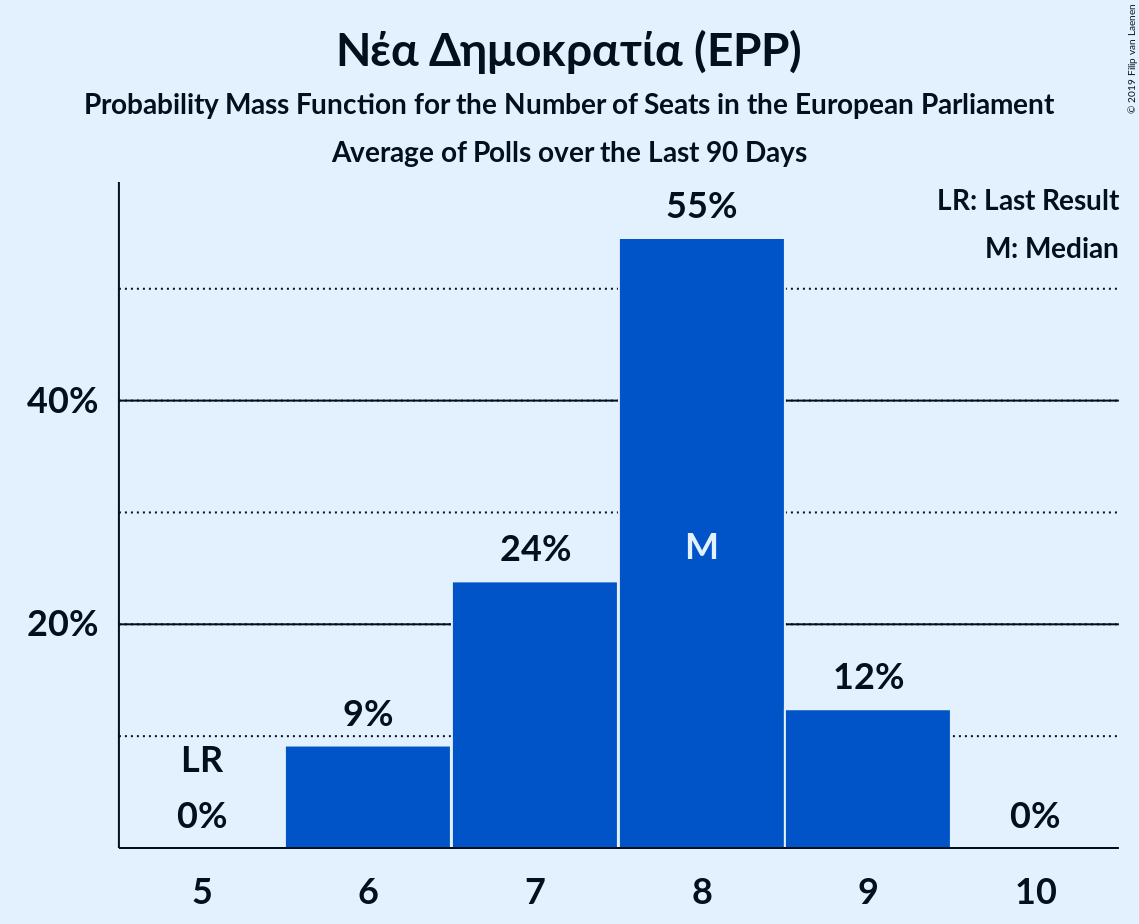 Νέα Δημοκρατία (EPP)
Probability Mass Function for the Number of Seats in the European Parliament
Average of Polls over the Last 90 Days
© 2019 Filip van Laenen
LR: Last Result
M: Median
55%
40%
24%
M
20%
12%
9%
LR
0%
0%
5 6 7 8 9 10